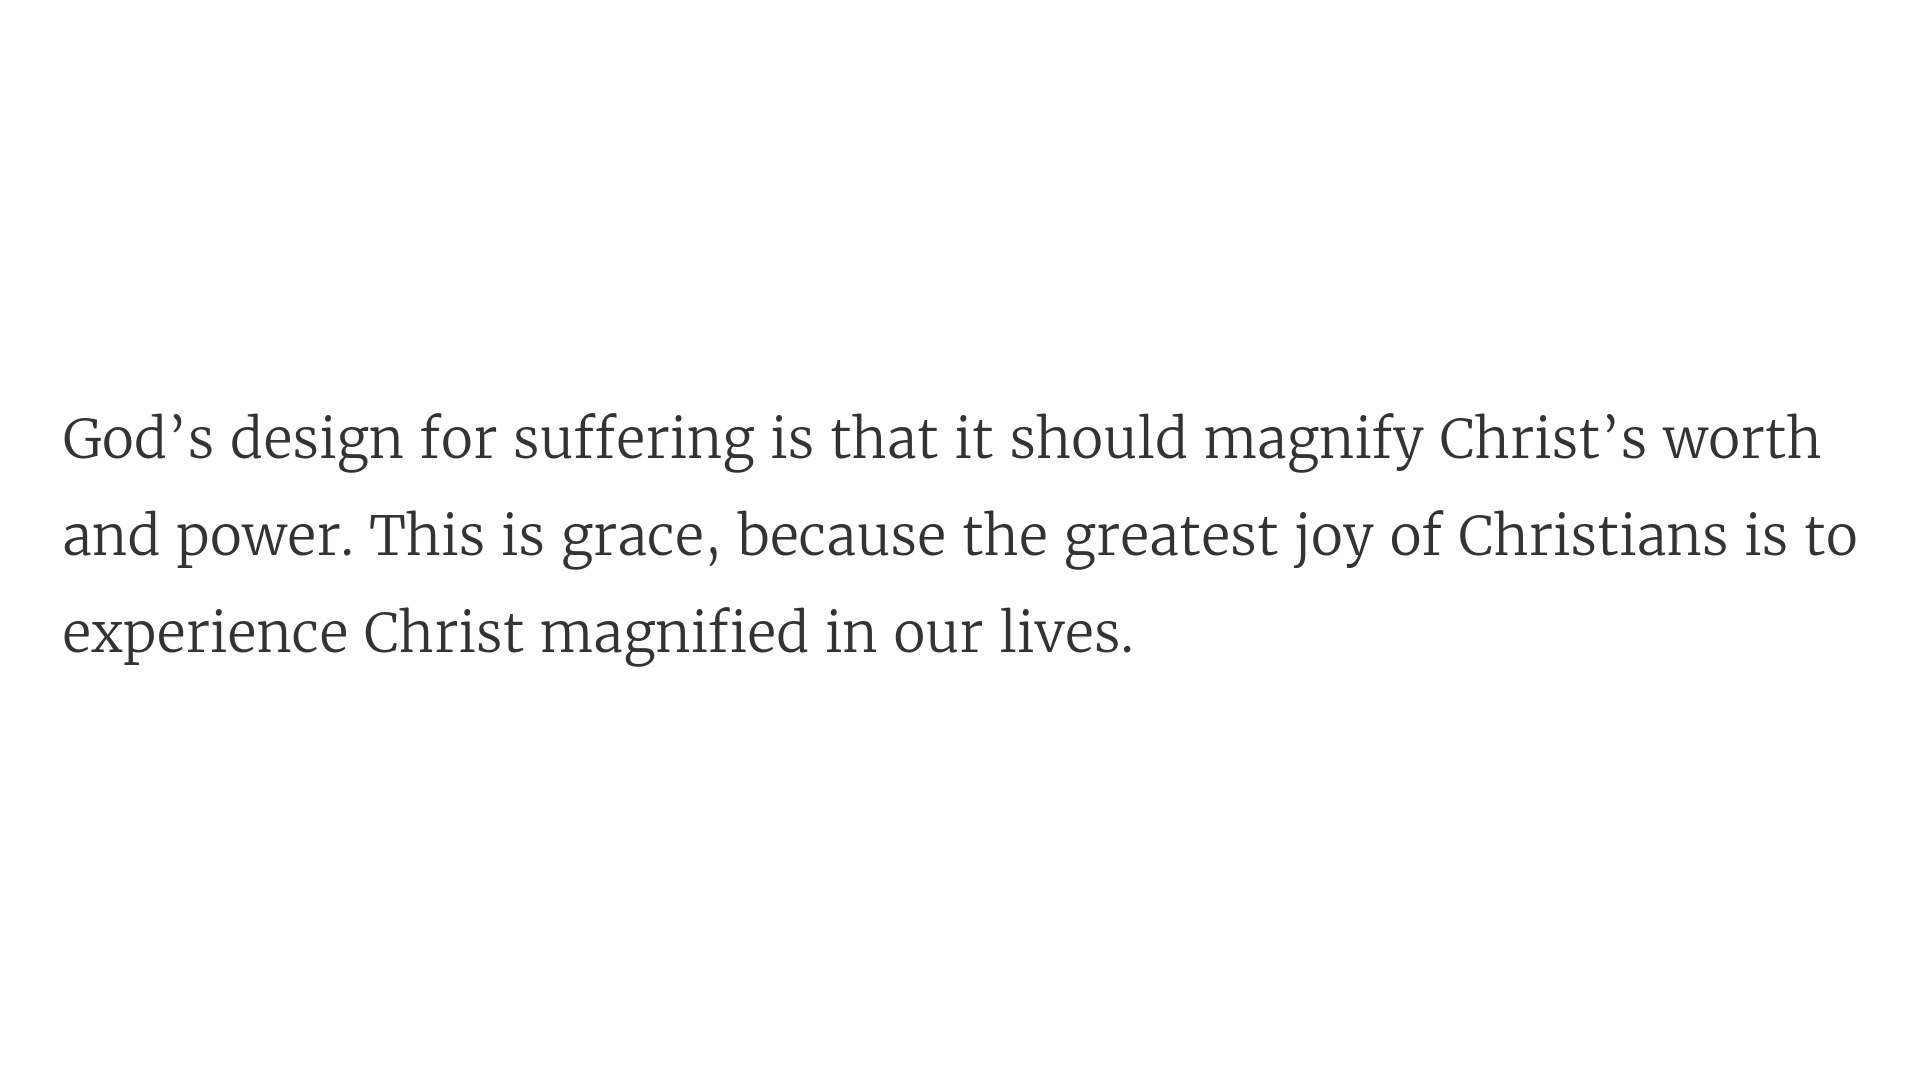 God’s design for suffering is that it should magnify Christ’s worth
and power. This is grace, because the greatest joy of Christians is to
experience Christ magnified in our lives.